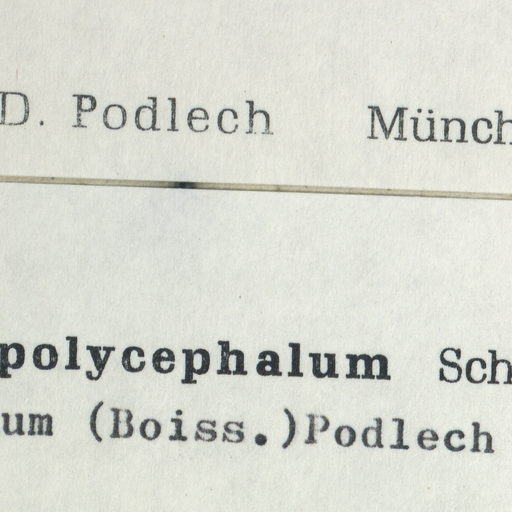 D. Podlech Münch
polycephalum Sch
um (Boiss.)Podlech